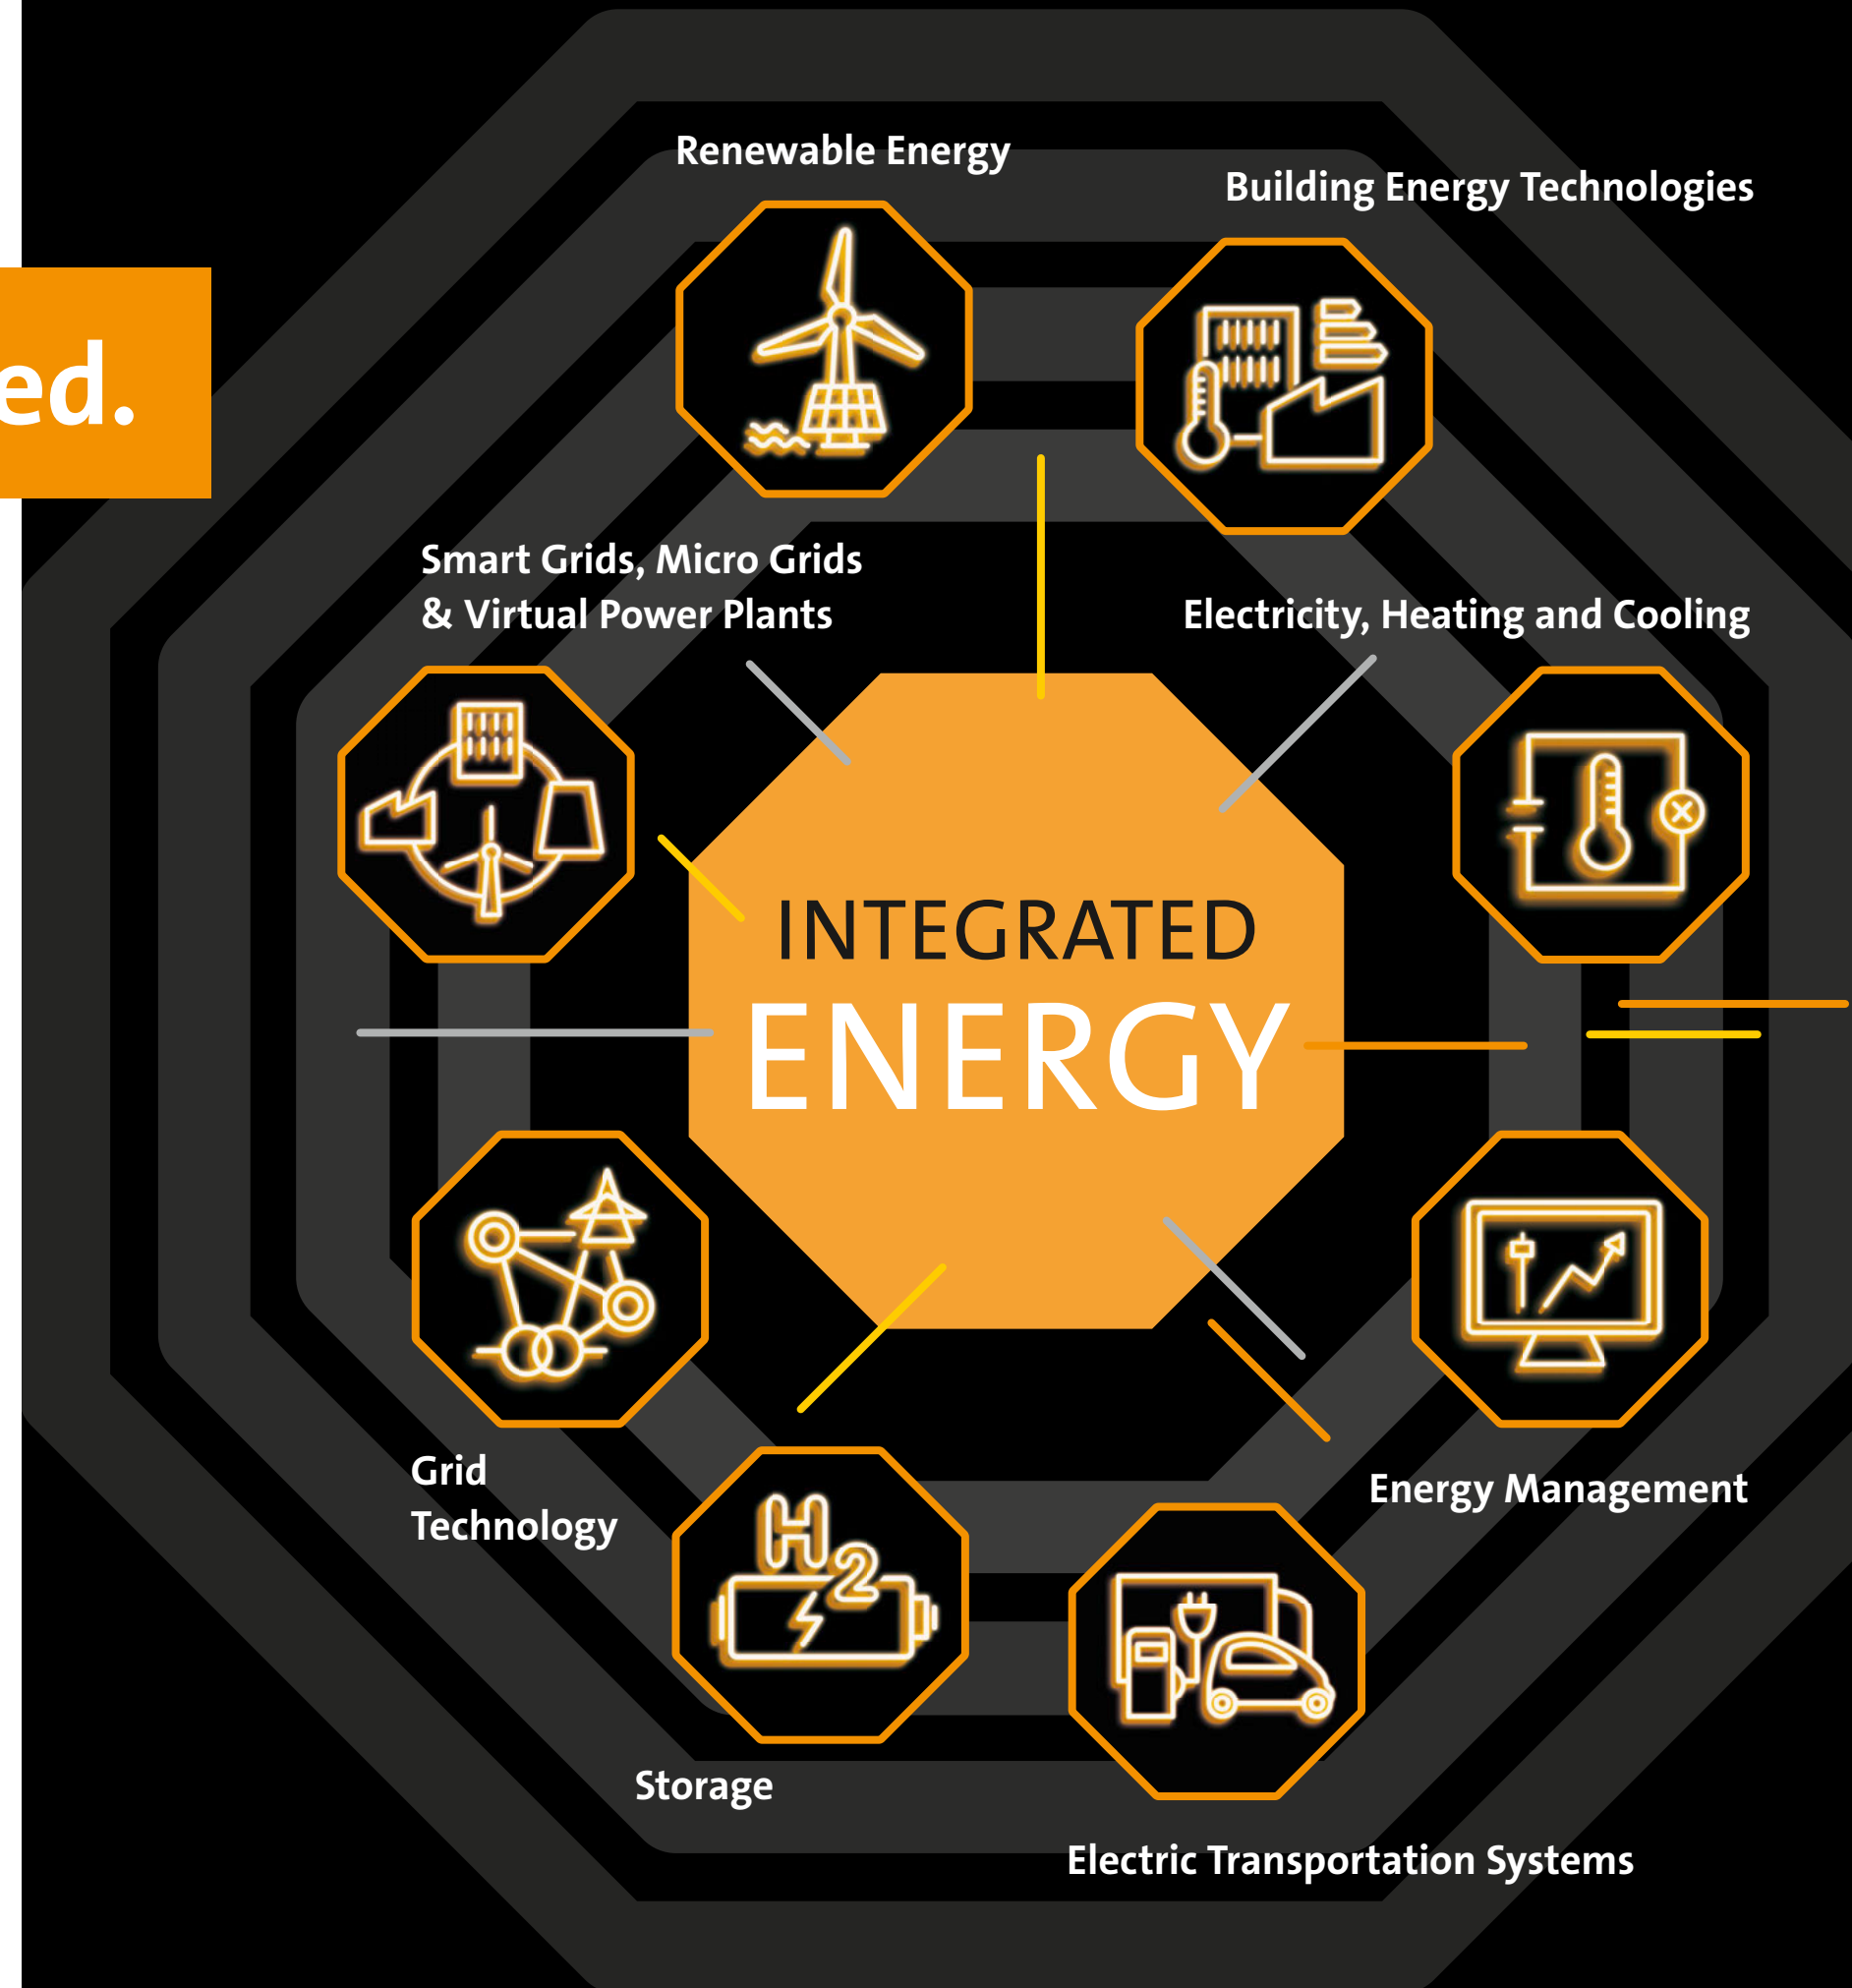 Renewable Energy
Building Energy Technologies
ed.
Smart Grids, Micro Grids
& Virtual Power Plants
Electricity, Heating and Cooling
INTEGRATED
ENERGY
Grid
Technology
H2
Energy Management
Storage
Electric Transportation Systems